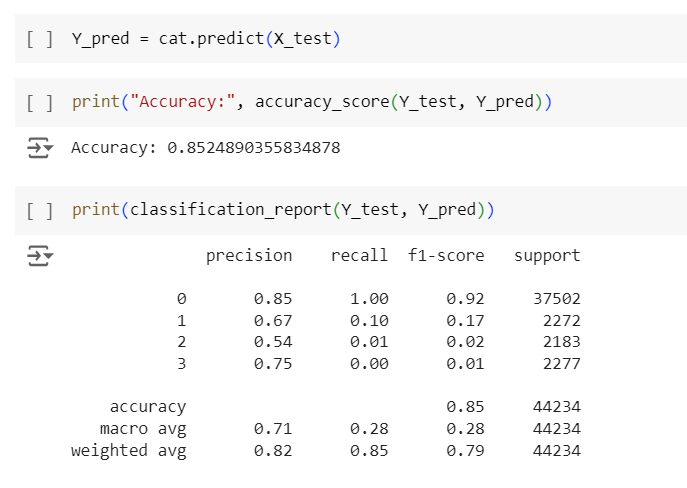 [ ] Y_pred = cat.predict(X_test)
[ ] print("Accuracy:", accuracy_score(Y_test, Y_pred))
Accuracy: 0.8524890355834878
[ ] print(classification_report(Y_test, Y_pred))
precision recall f1-score support
0 0.85 1.00 0.92 37502
1 0.67 0.10 0.17 2272
2 0.54 0.01 0.02 2183
3 0.75 0.00 0.01 2277
accuracy 0.85 44234
macro avg 0.71 0.28 0.28 44234
weighted avg 0.82 0.85 0.79 44234